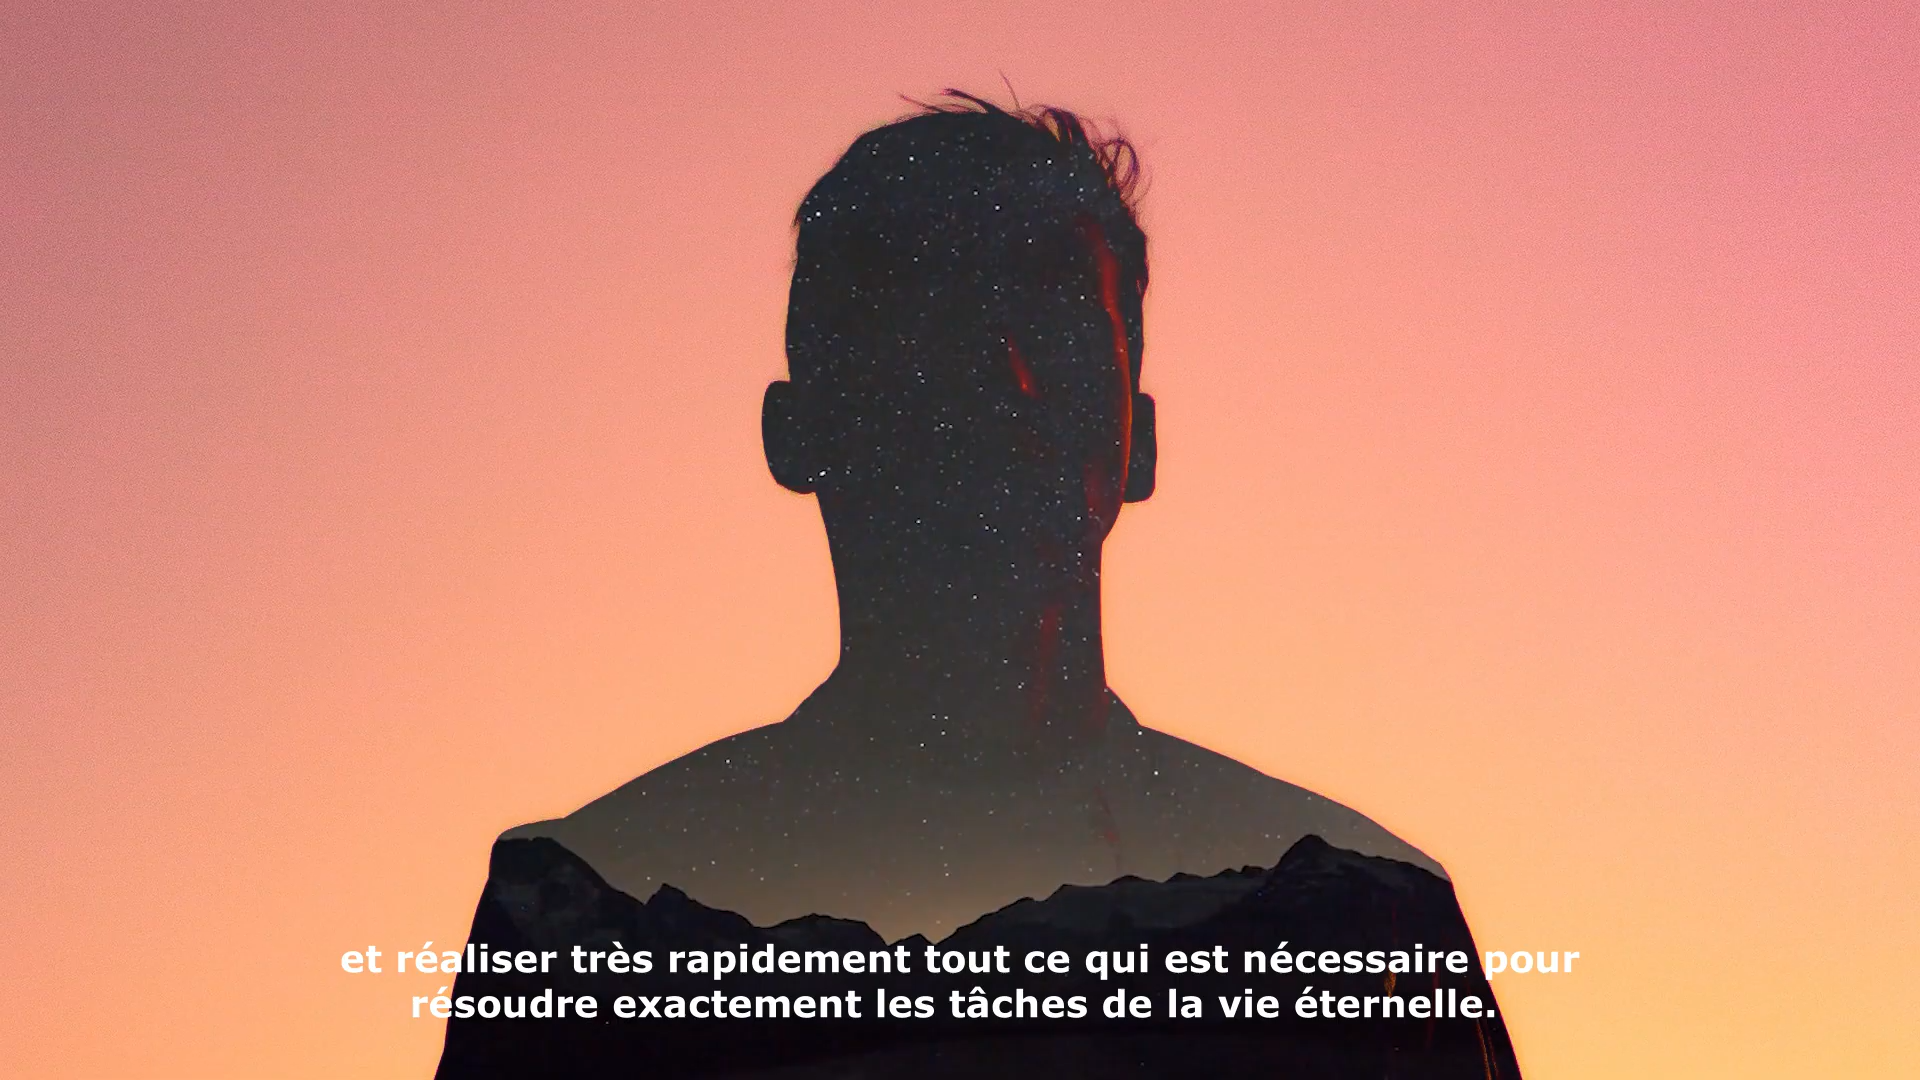 et réaliser très rapidement tout ce qui est nécessaire pour
résoudre exactement les tâches de la vie éternelle.